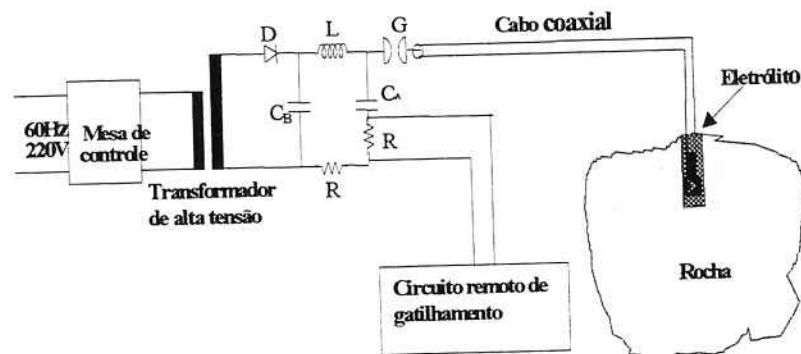 D
L
G
Cabo coaxial
Eletrólito
60Hz
220V
Mesa de
controle
C_B
C_A
R
R
Transformador
de alta tensão
Circuito remoto de
gatilhamento
Rocha